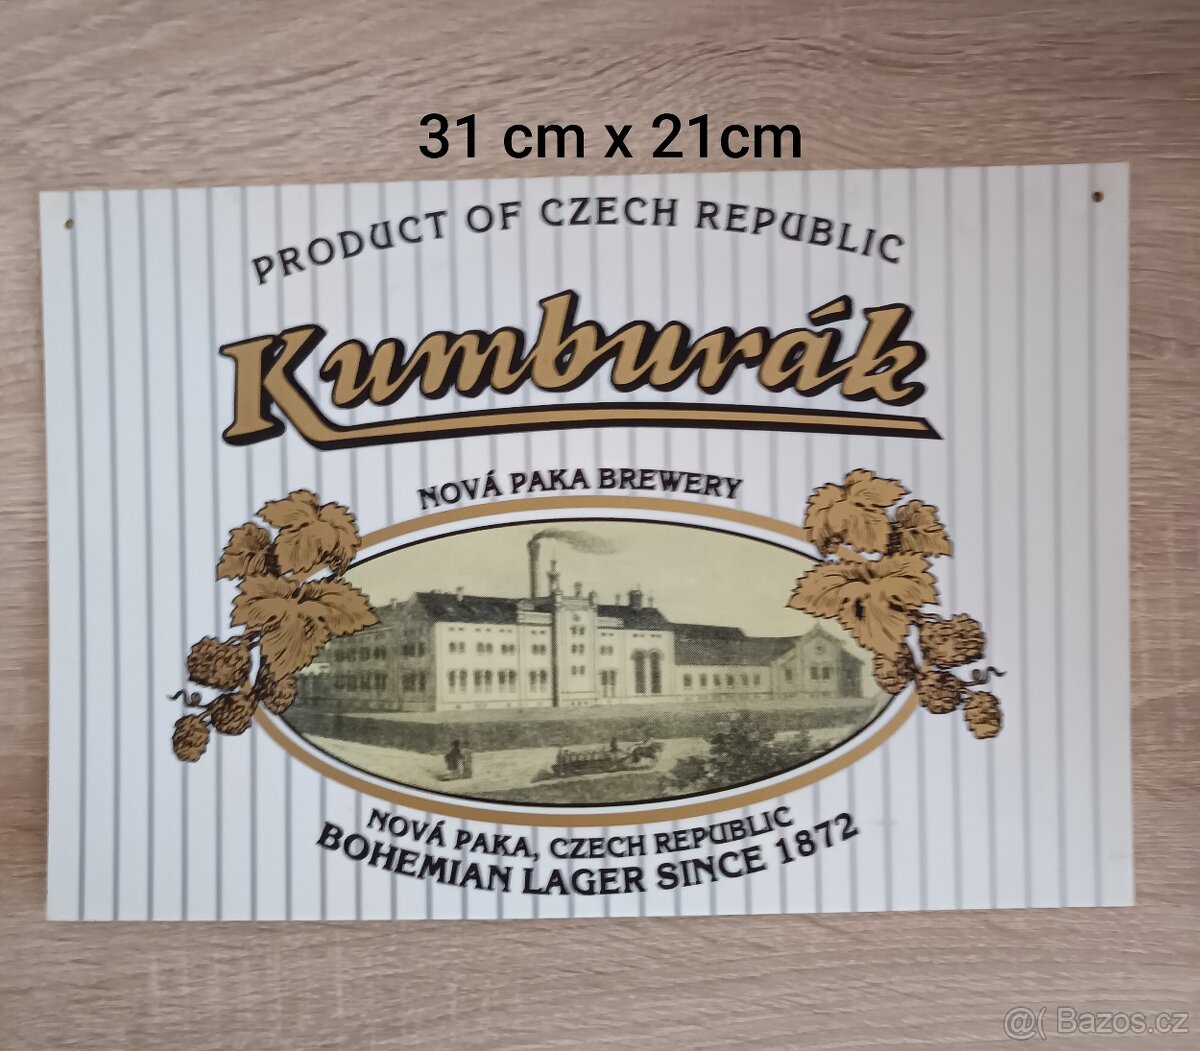 31 cm x 21cm
PRODUCT OF CZECH REPUBLIC
Kumburák
NOVÁ PAKA BREWERY
NOVÁ PAKA, CZECH REPUBLIC
BOHEMIAN LAGER SINCE 1872
@( Bazos.cz